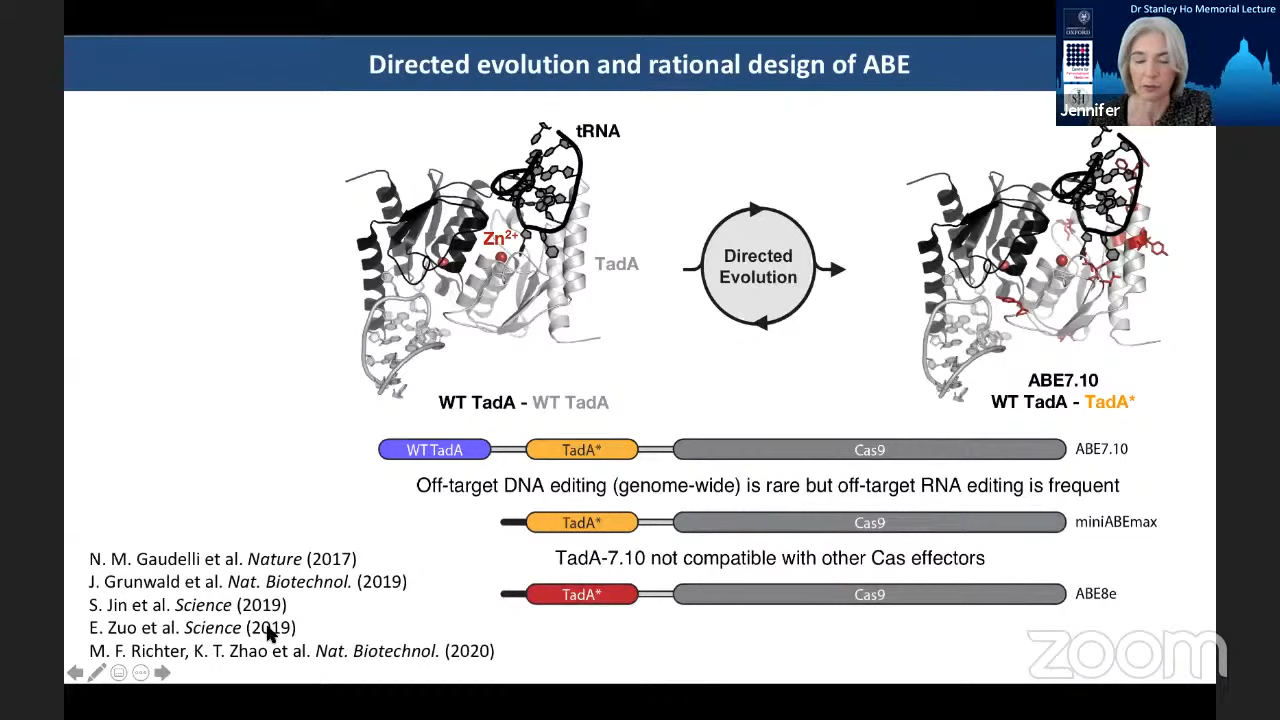 Dr Stanley Ho Memorial Lecture
Directed evolution and rational design of ABE
OXFORD
Jennifer
tRNA
Zn2+
TadA
Directed
Evolution
WT TadA - WT TadA
ABE7.10
WT TadA - TadA*
WT TadA
TadA*
Cas9
ABE7.10
Off-target DNA editing (genome-wide) is rare but off-target RNA editing is frequent
TadA*
Cas9
miniABEmax
TadA-7.10 not compatible with other Cas effectors
TadA*
Cas9
ABE8e
N. M. Gaudelli et al. Nature (2017)
J. Grunwald et al. Nat. Biotechnol. (2019)
S. Jin et al. Science (2019)
E. Zuo et al. Science (2019)
M. F. Richter, K. T. Zhao et al. Nat. Biotechnol. (2020)
zoom